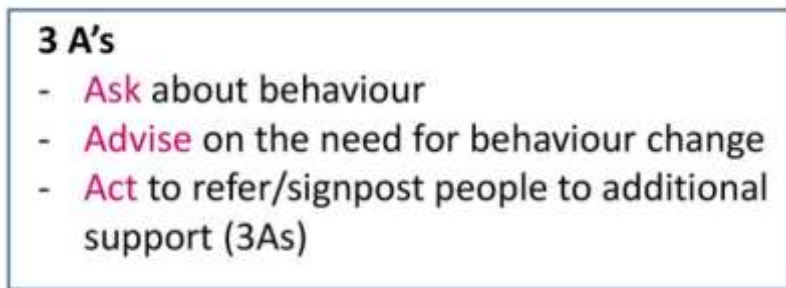 3 A's
- Ask about behaviour
- Advise on the need for behaviour change
- Act to refer/signpost people to additional
support (3As)